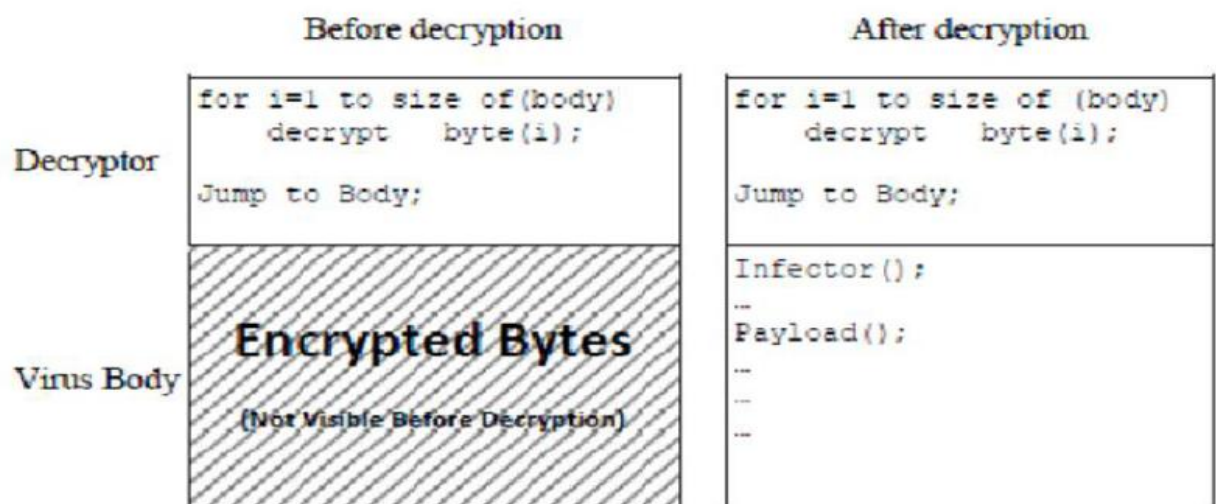 Before decryption
After decryption
Decryptor
for i=1 to size of(body)
decrypt byte(i);
Jump to Body;
for i=1 to size of (body)
decrypt byte(i);
Jump to Body;
Virus Body
Encrypted Bytes
(Not Visible Before Decryption)
Infector();
...
Payload();
...
...
...